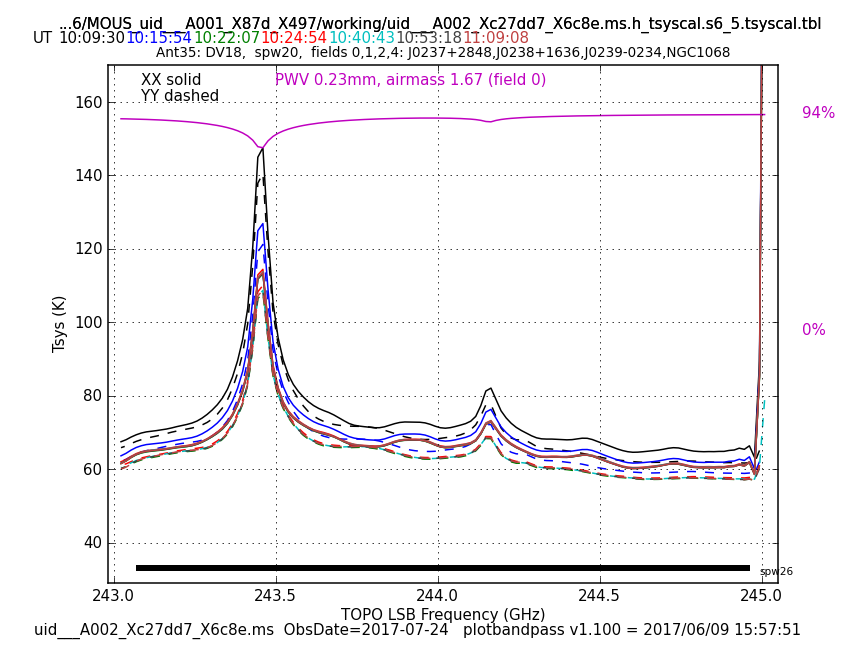 ...6/MOUS_uid___A001_X87d_X497/working/uid___A002_Xc27dd7_X6c8e.ms.h_tsyscal.s6_5.tsyscal.tbl
UT 10:09:30 10:15:54 10:22:07 10:24:54 10:40:43 10:53:18 11:09:08
Ant35: DV18, spw20, fields 0,1,2,4: J0237+2848,J0238+1636,J0239-0234,NGC1068
XX solid
YY dashed
PWV 0.23mm, airmass 1.67 (field 0)
94%
0%
160
140
120
100
80
60
40
Tsys (K)
spw26
243.0 243.5 244.0 244.5 245.0
TOPO LSB Frequency (GHz)
uid___A002_Xc27dd7_X6c8e.ms ObsDate=2017-07-24 plotbandpass v1.100 = 2017/06/09 15:57:51